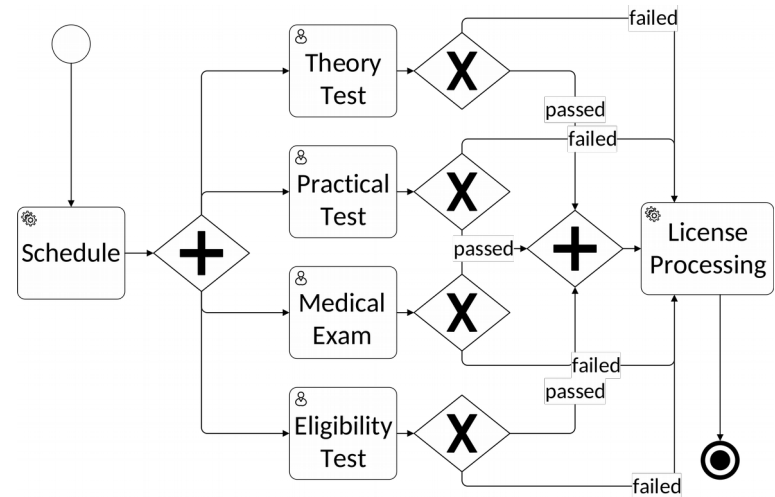 failed
Theory
Test
passed
failed
Practical
Test
Schedule
passed
License
Processing
Medical
Exam
failed
passed
Eligibility
Test
failed